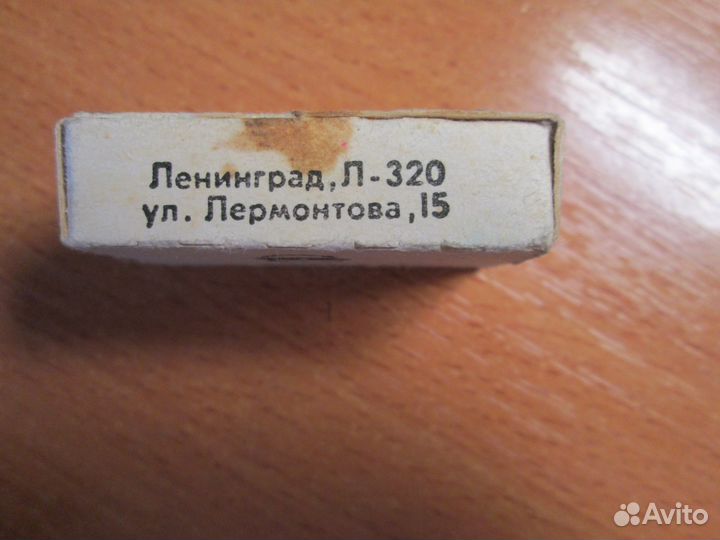 Ленинград, Л-320
ул. Лермонтова, 15
Avito